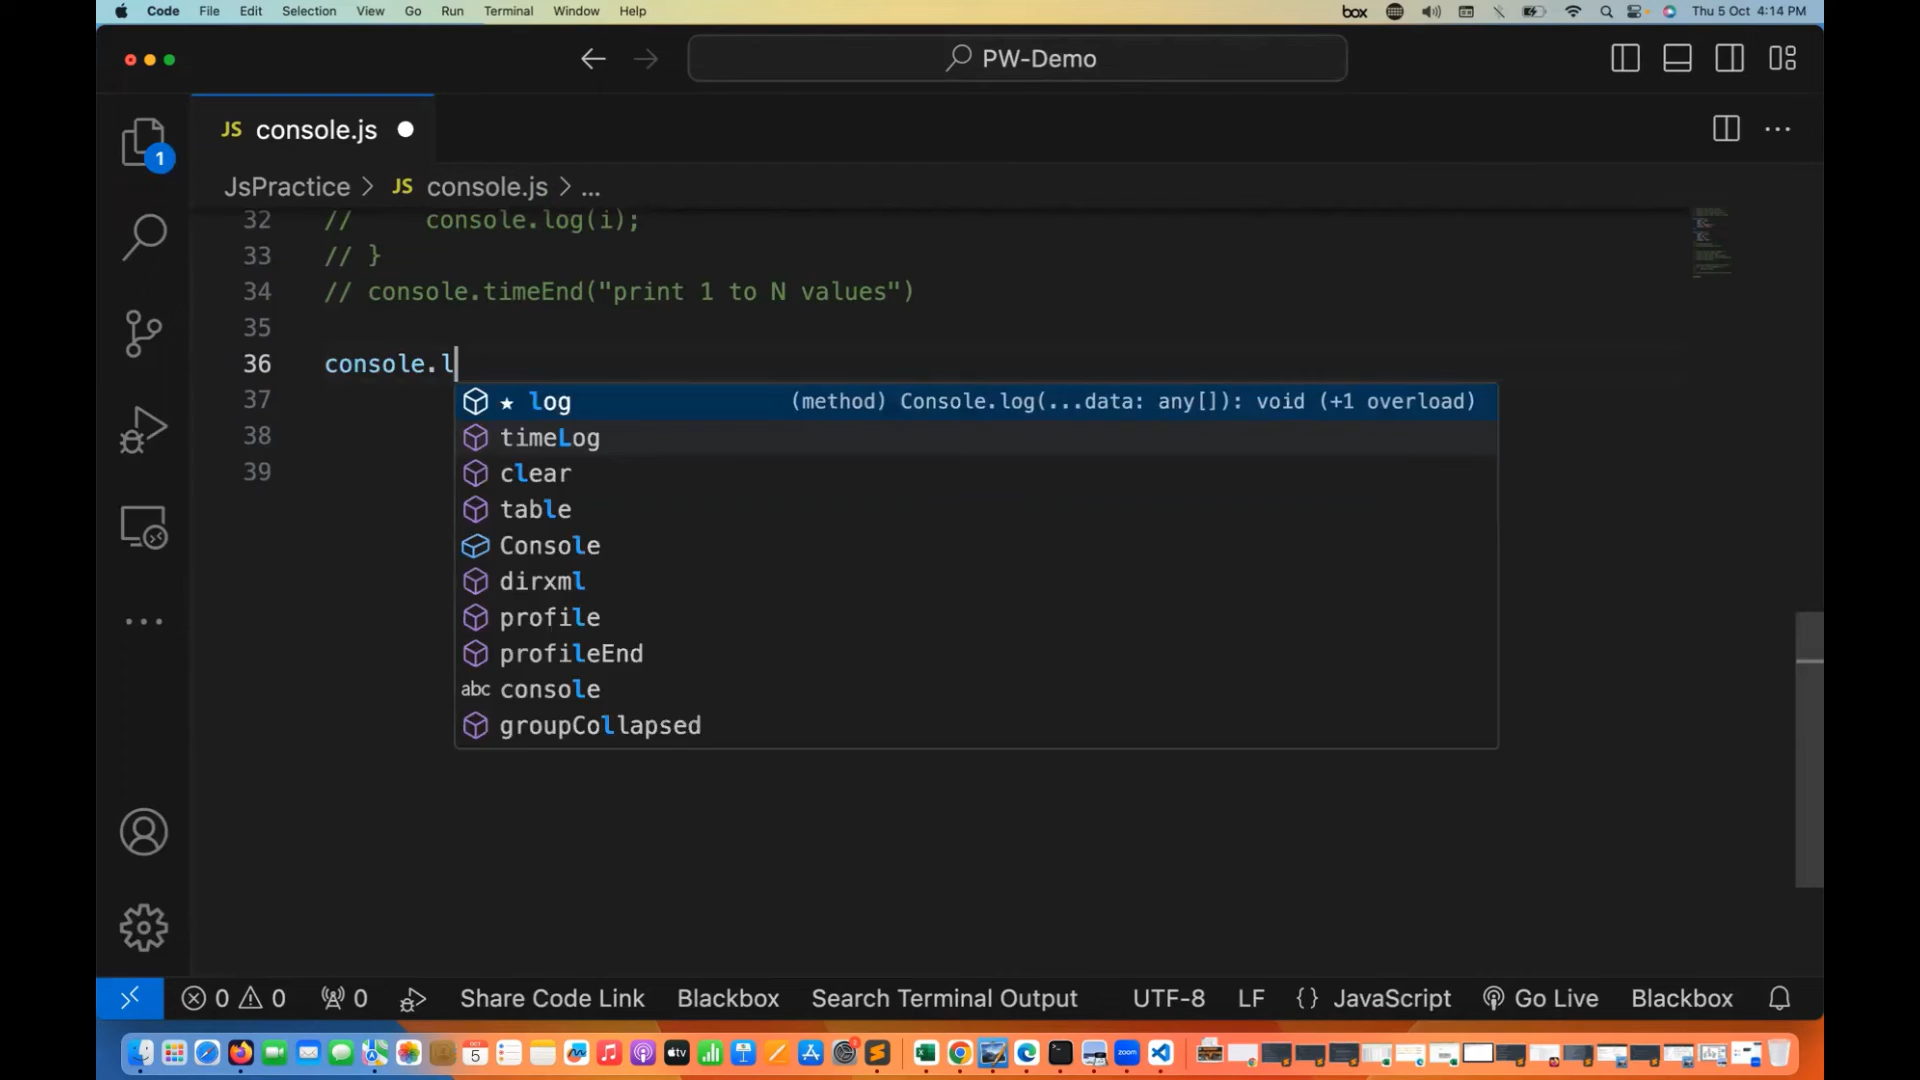 Code File Edit Selection View Go Run Terminal Window Help box Thu 5 Oct 4:14 PM
PW-Demo
JS console.js
1
JsPractice > JS console.js > ...
32 // console.log(i);
33 // }
34 // console.timeEnd("print 1 to N values")
35
36 console.l
37 log (method) Console.log(...data: any[]): void (+1 overload)
38 timeLog
39 clear
table
Console
dirxml
profile
profileEnd
abc console
groupCollapsed
0 0 0 Share Code Link Blackbox Search Terminal Output UTF-8 LF {} JavaScript Go Live Blackbox
OCT 5 tv zoom